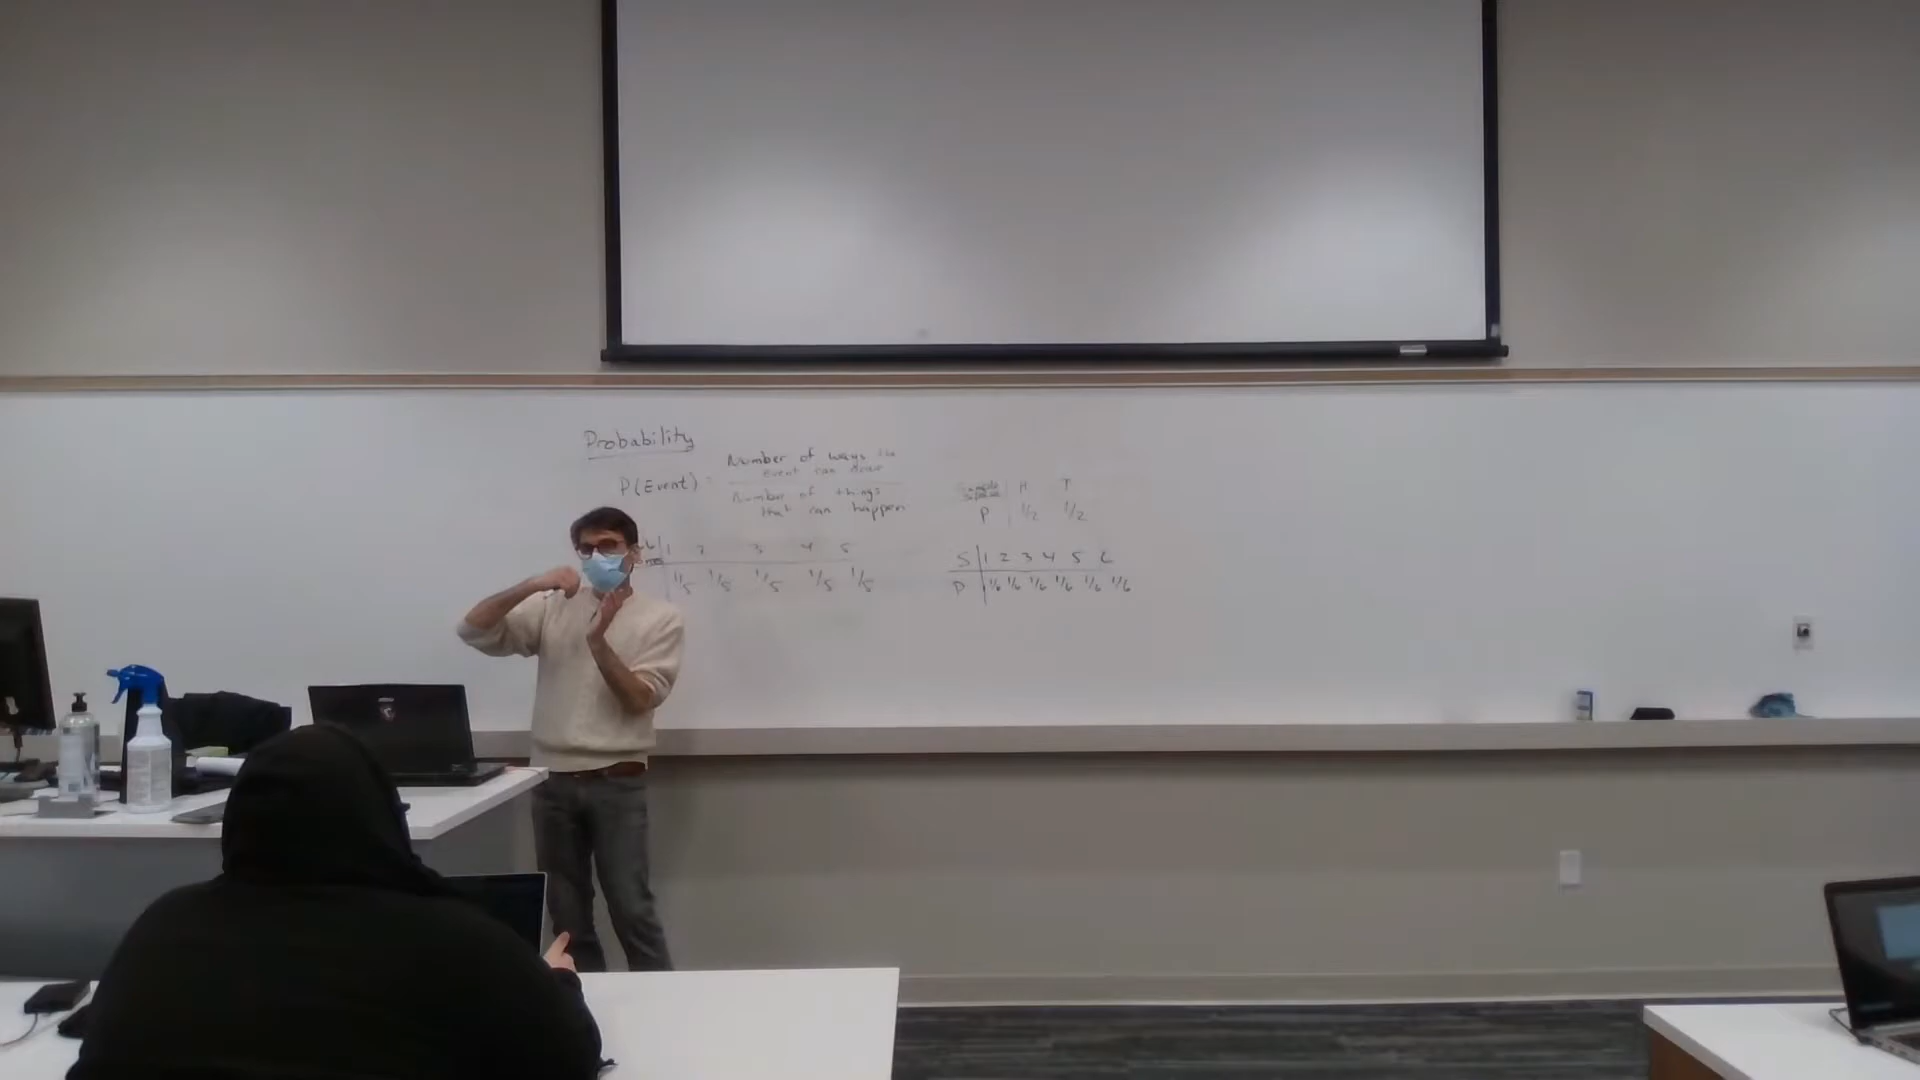 Probability
P(Event) =
Number of ways the
Event can occur
Number of things
that can happen
1 2 3 4 5
1/5 1/5 1/5 1/5 1/5
Sample Space H T
P 1/2 1/2
S 1 2 3 4 5 6
P 1/6 1/6 1/6 1/6 1/6 1/6